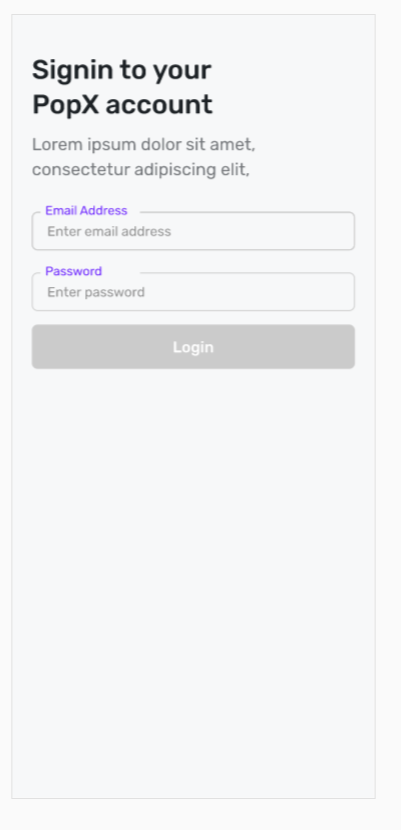 Signin to your
PopX account
Lorem ipsum dolor sit amet,
consectetur adipiscing elit,
Email Address
Enter email address
Password
Enter password
Login